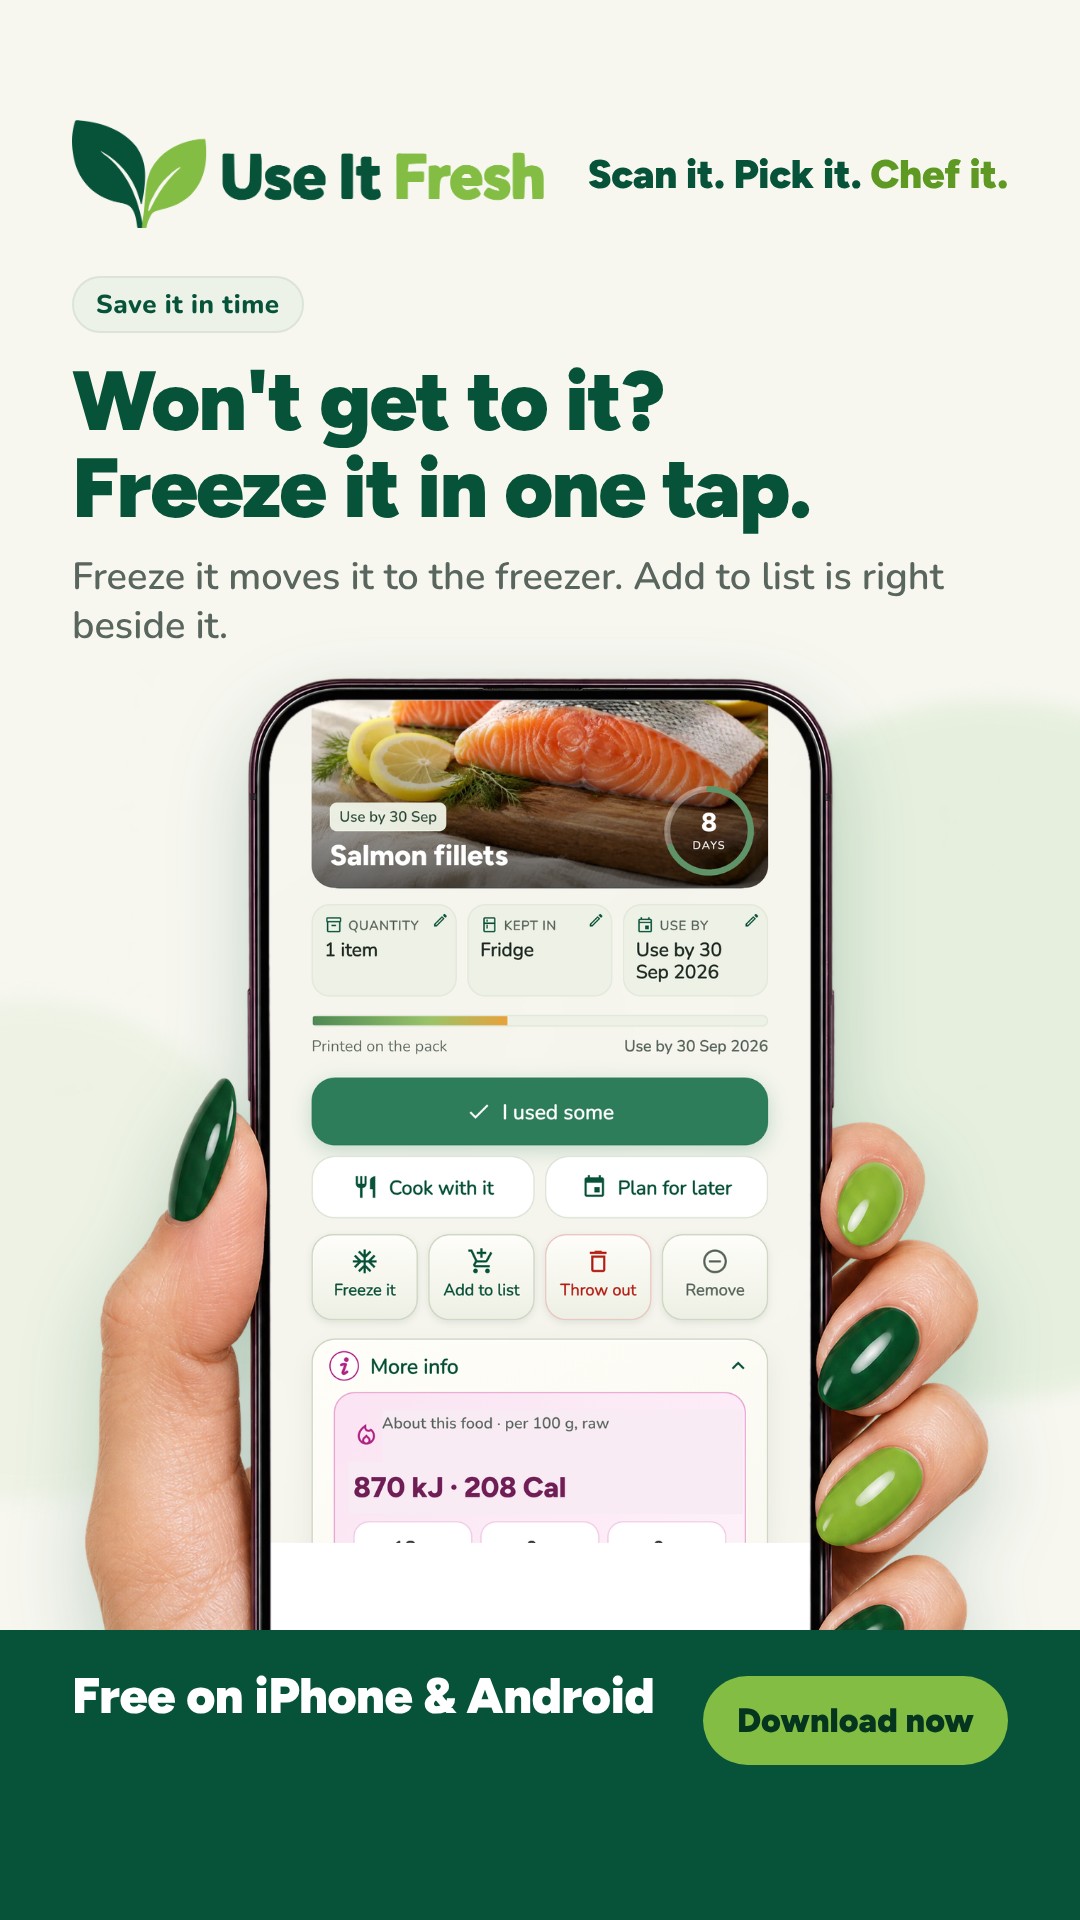 Use It Fresh
Scan it. Pick it. Chef it.
Save it in time
Won't get to it?
Freeze it in one tap.
Freeze it moves it to the freezer. Add to list is right
beside it.
Use by 30 Sep
Salmon fillets
8
DAYS
QUANTITY
1 item
KEPT IN
Fridge
USE BY
Use by 30
Sep 2026
Printed on the pack
Use by 30 Sep 2026
I used some
Cook with it
Plan for later
Freeze it
Add to list
Throw out
Remove
More info
About this food · per 100 g, raw
870 kJ · 208 Cal
Free on iPhone & Android
Download now